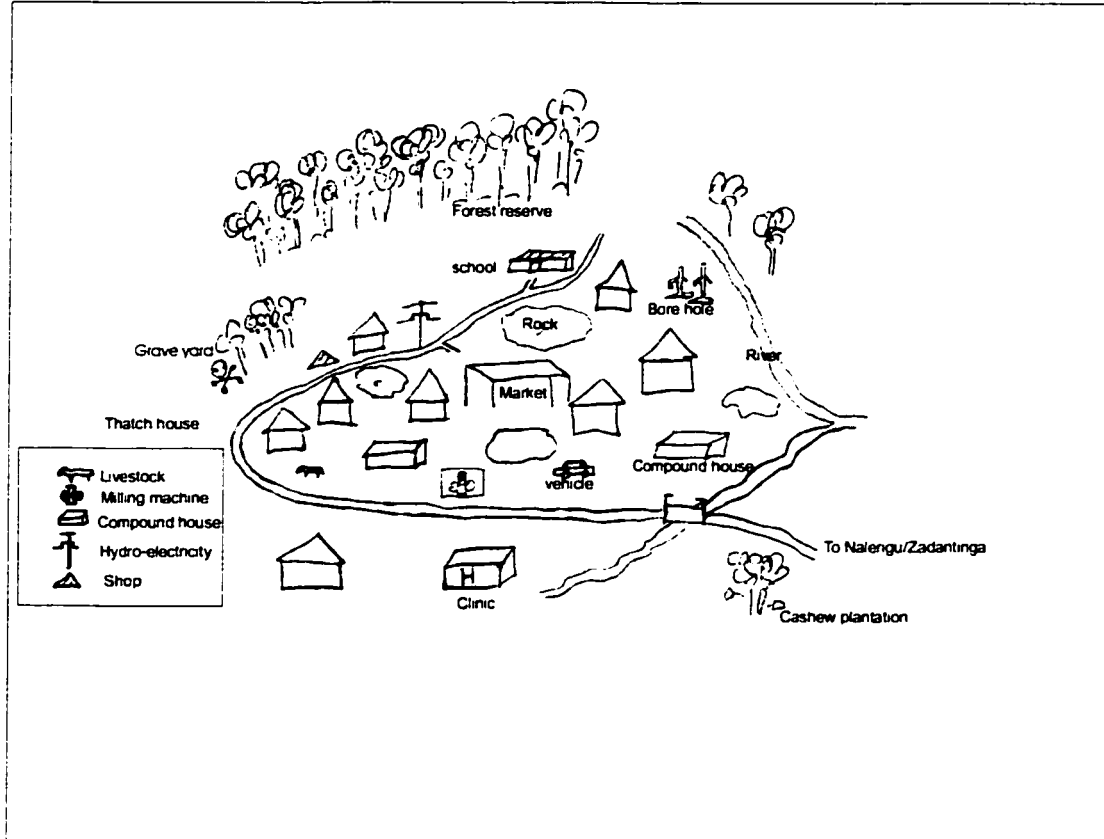 Forest reserve
school
Bore hole
Rock
Grave yard
River
Market
Thatch house
Compound house
vehicle
Livestock
Milling machine
Compound house
Hydro-electricity
Shop
H
Clinic
To Nalengu/Zadantinga
Cashew plantation